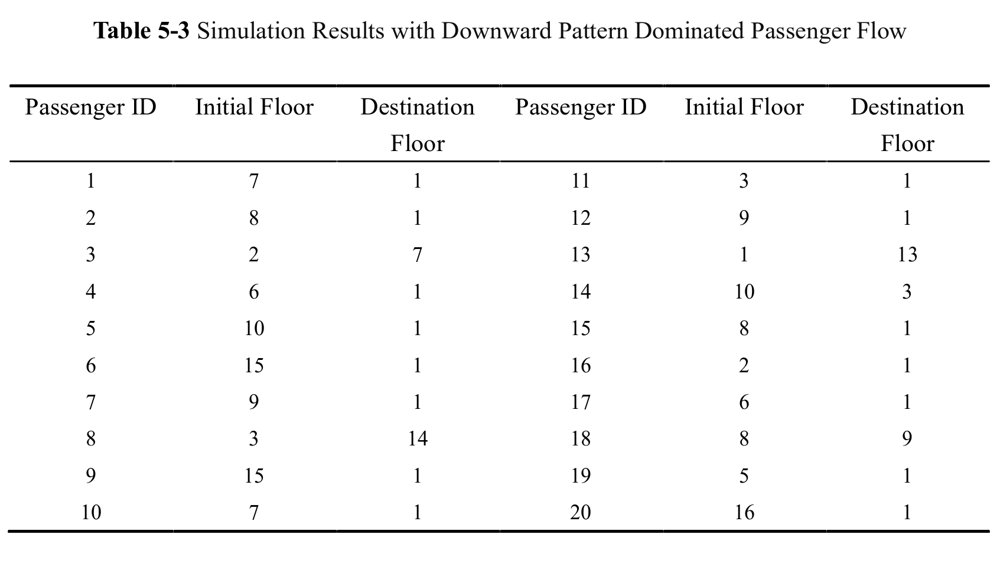 Table 5-3 Simulation Results with Downward Pattern Dominated Passenger Flow
Passenger ID Initial Floor Destination Floor Passenger ID Initial Floor Destination Floor
1 7 1 11 3 1
2 8 1 12 9 1
3 2 7 13 1 13
4 6 1 14 10 3
5 10 1 15 8 1
6 15 1 16 2 1
7 9 1 17 6 1
8 3 14 18 8 9
9 15 1 19 5 1
10 7 1 20 16 1